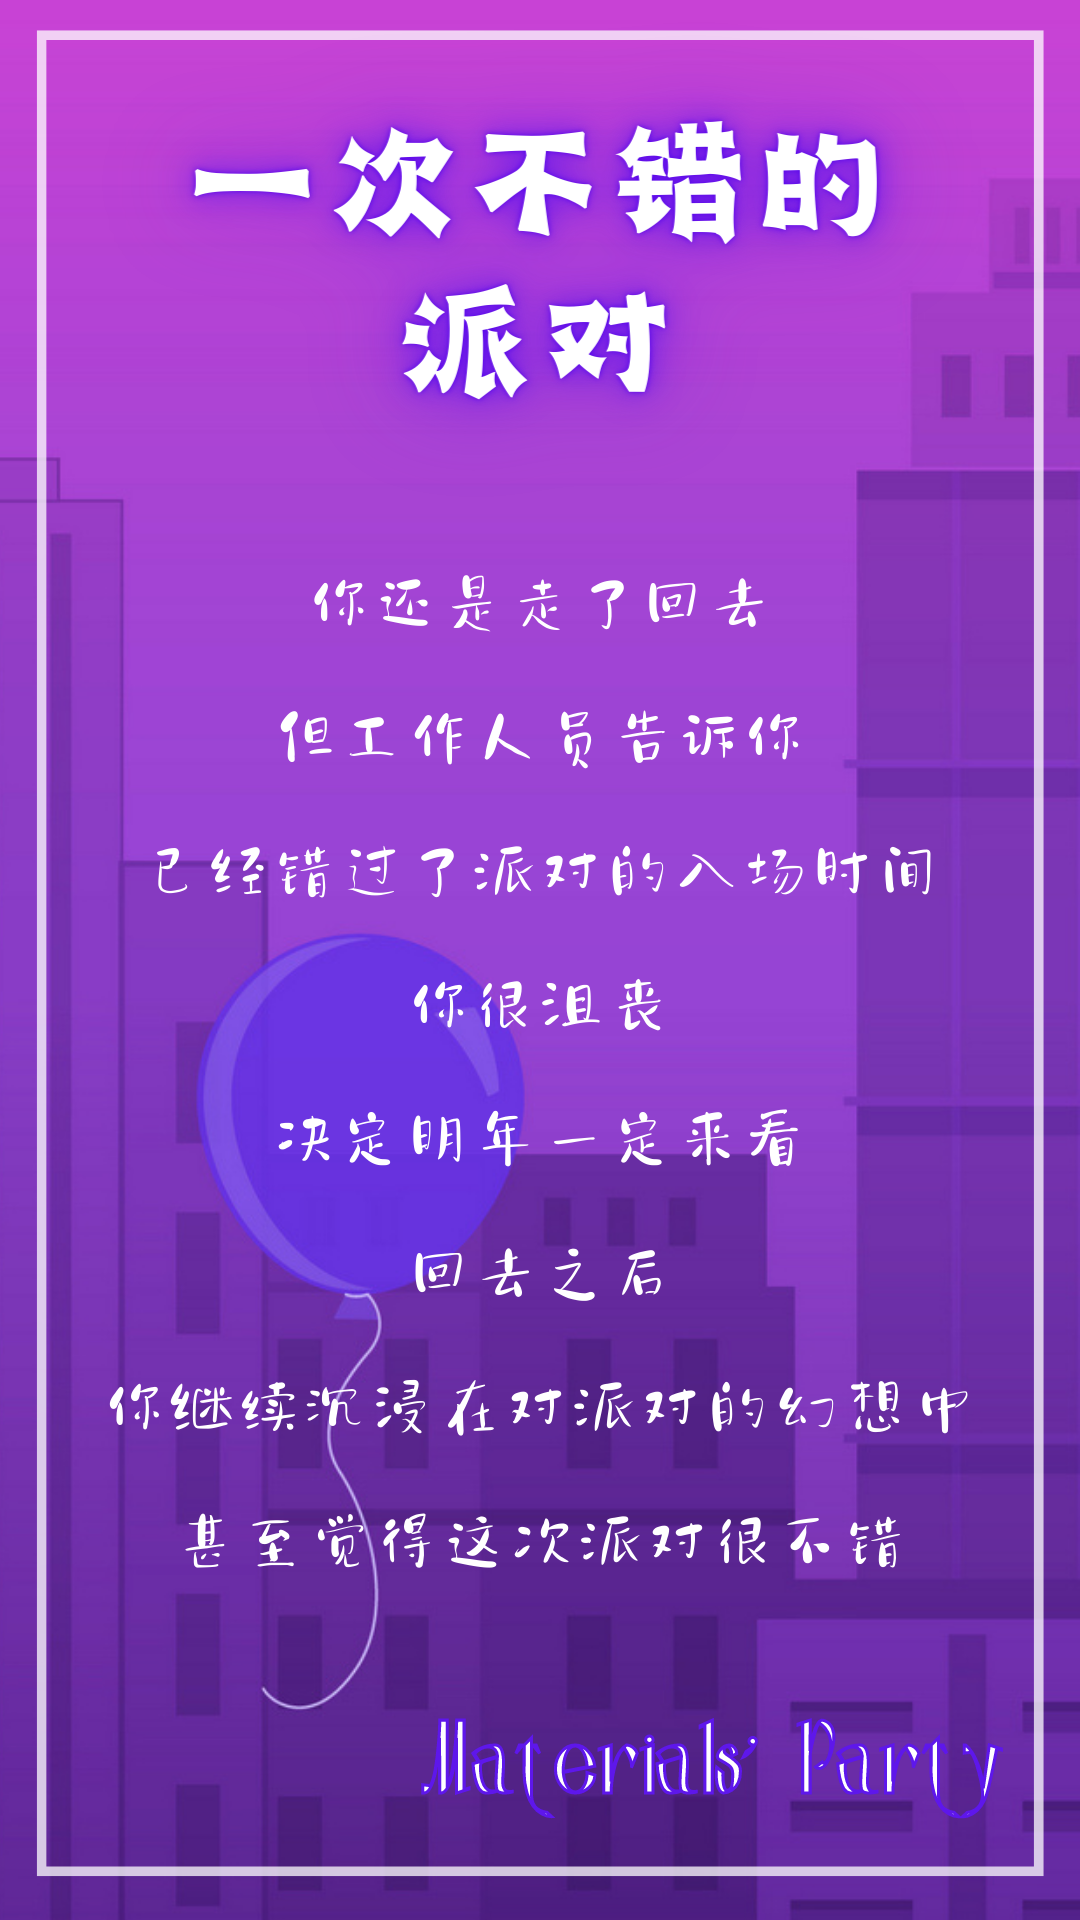 一次不错的
派对
你还是走了回去
但工作人员告诉你
已经错过了派对的入场时间
你很沮丧
决定明年一定来看
回去之后
你继续沉浸在对派对的幻想中
甚至觉得这次派对很不错
Materials' Party